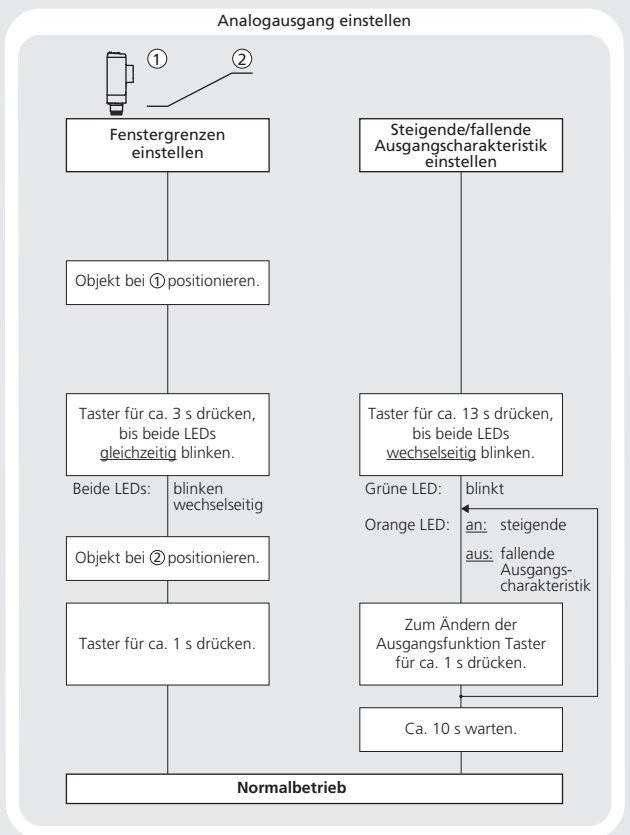 Analogausgang einstellen
① ②
Fenstergrenzen
einstellen
Objekt bei ① positionieren.
Taster für ca. 3 s drücken,
bis beide LEDs
gleichzeitig blinken.
Beide LEDs: blinken
wechselseitig
Objekt bei ② positionieren.
Taster für ca. 1 s drücken.
Steigende/fallende
Ausgangscharakteristik
einstellen
Taster für ca. 13 s drücken,
bis beide LEDs
wechselseitig blinken.
Grüne LED: blinkt
Orange LED: an: steigende
aus: fallende
Ausgangs-
charakteristik
Zum Ändern der
Ausgangsfunktion Taster
für ca. 1 s drücken.
Ca. 10 s warten.
Normalbetrieb